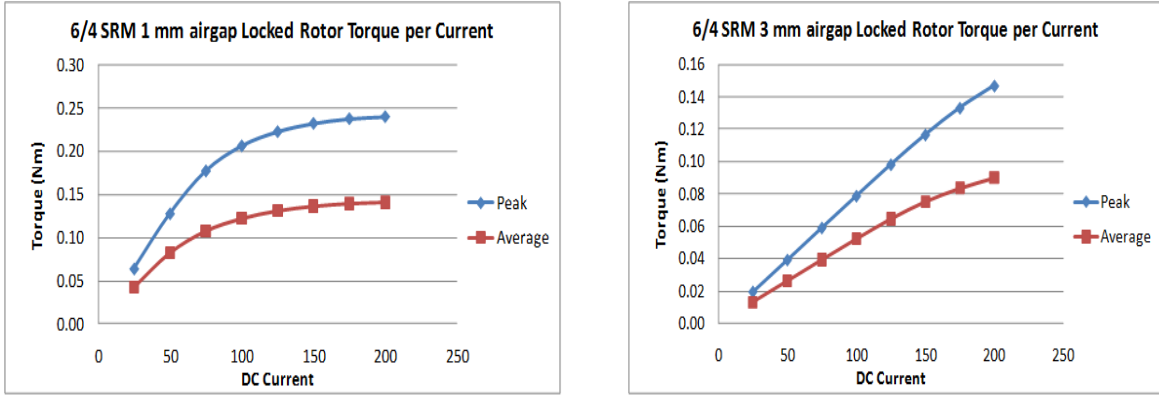 6/4 SRM 1 mm airgap Locked Rotor Torque per Current
Torque (Nm)
0.30
0.25
0.20
0.15
0.10
0.05
0.00
0 50 100 150 200 250
DC Current
Peak
Average
6/4 SRM 3 mm airgap Locked Rotor Torque per Current
Torque (Nm)
0.16
0.14
0.12
0.10
0.08
0.06
0.04
0.02
0.00
0 50 100 150 200 250
DC Current
Peak
Average